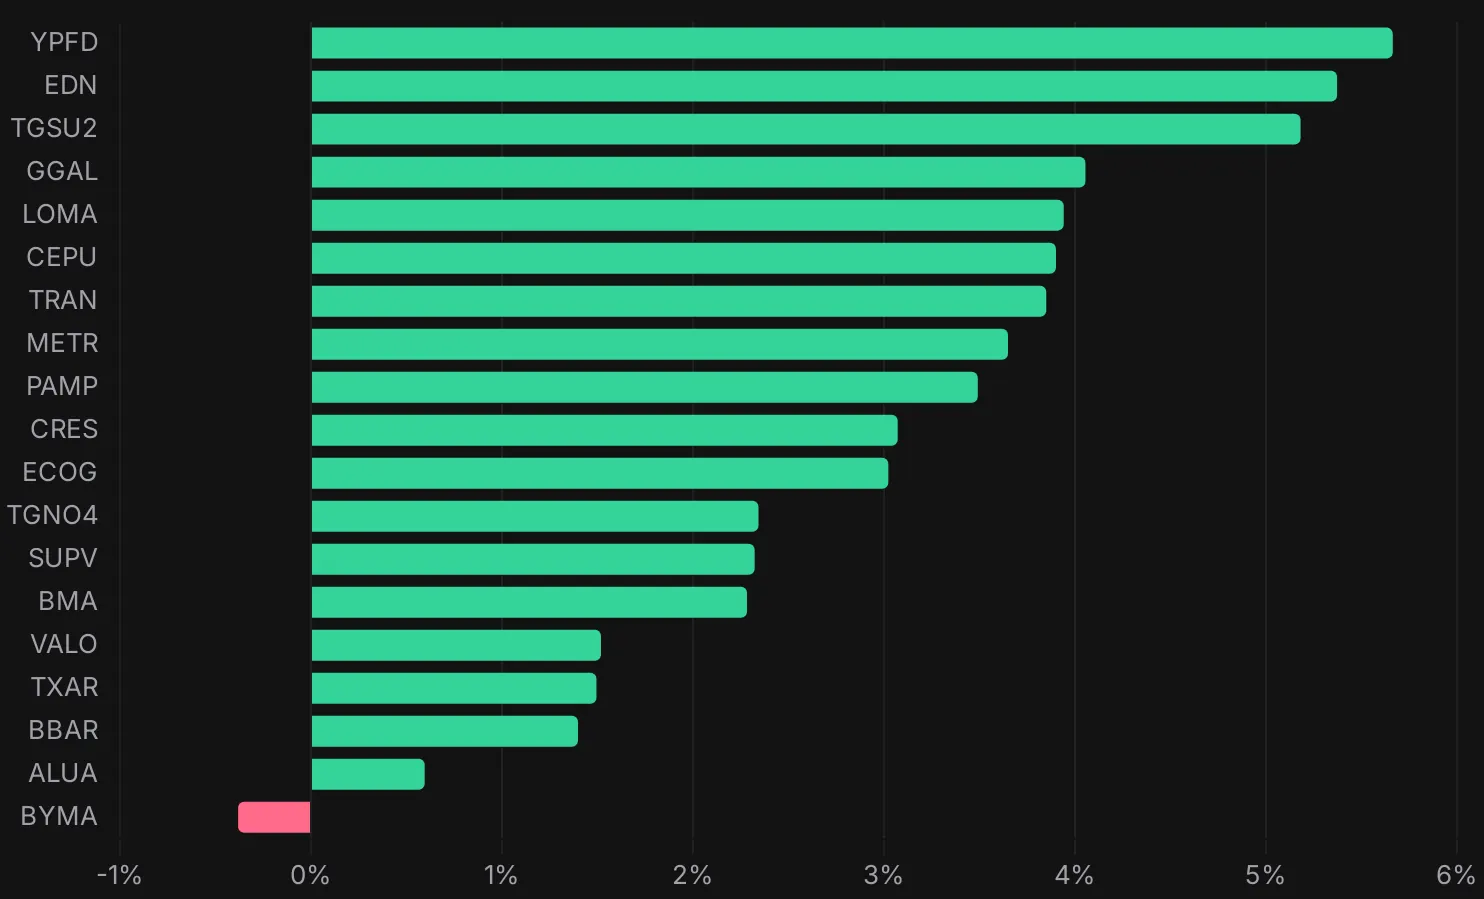 YPFD
EDN
TGSU2
GGAL
LOMA
CEPU
TRAN
METR
PAMP
CRES
ECOG
TGNO4
SUPV
BMA
VALO
TXAR
BBAR
ALUA
BYMA
-1% 0% 1% 2% 3% 4% 5% 6%